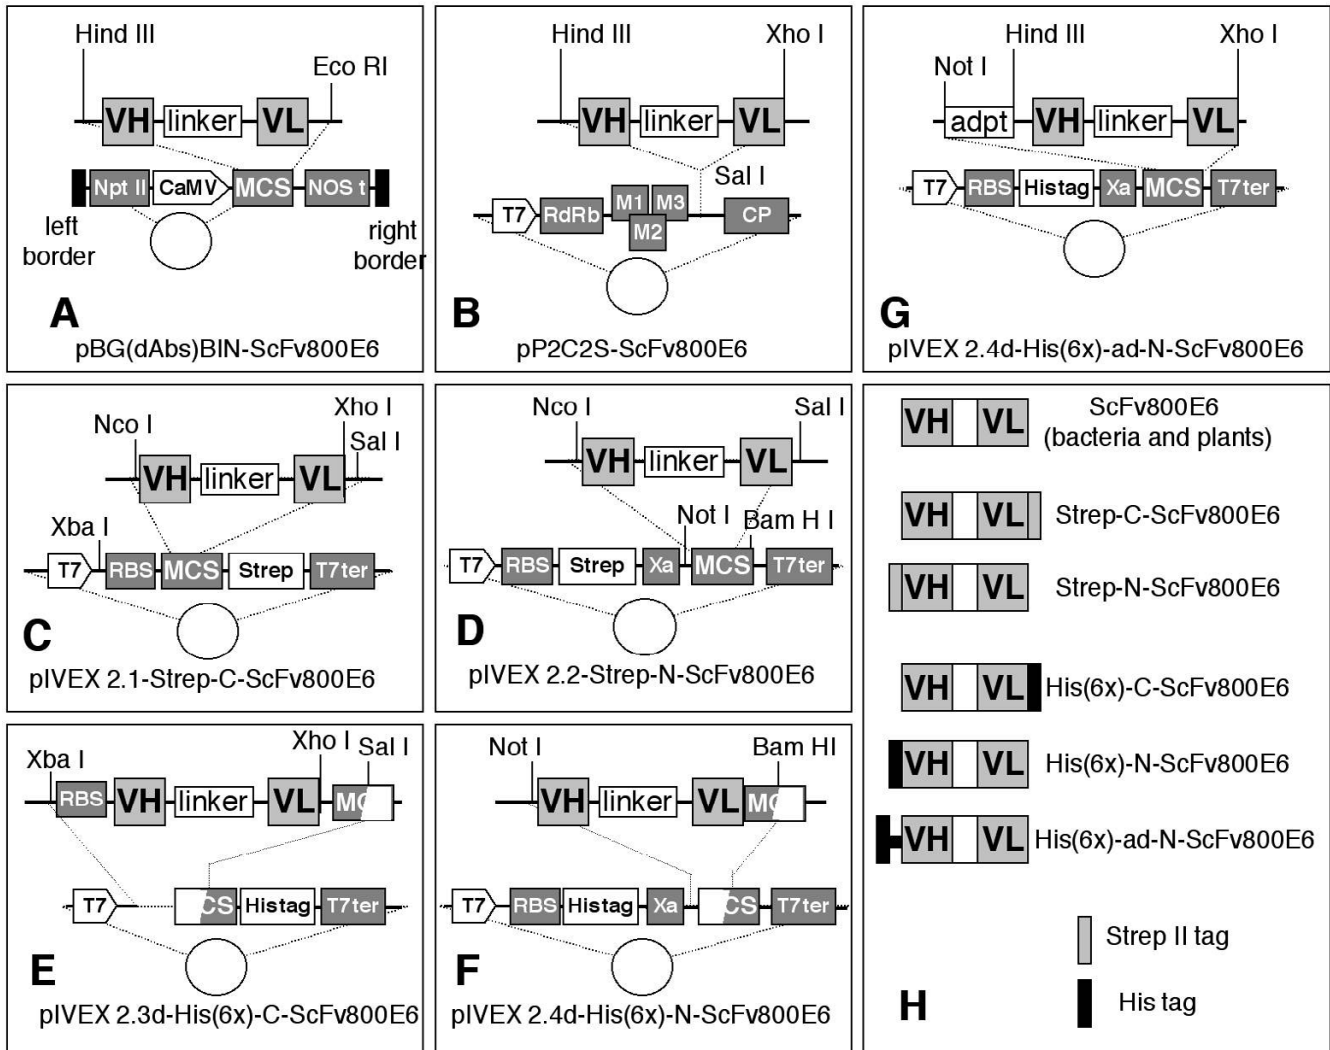 Hind III
Eco RI
VH linker VL
Npt II CaMV MCS NOS t
left
border
right
border
A
pBG(dAbs)BIN-ScFv800E6
Hind III
Xho I
VH linker VL
Sal I
T7 RdRb M1 M3 CP
M2
B
pP2C2S-ScFv800E6
Hind III
Xho I
Not I
adpt VH linker VL
T7 RBS Histag Xa MCS T7ter
G
pIVEX 2.4d-His(6x)-ad-N-ScFv800E6
Xho I
Nco I
Sal I
VH linker VL
Xba I
T7 RBS MCS Strep T7ter
C
pIVEX 2.1-Strep-C-ScFv800E6
Nco I
Sal I
VH linker VL
Not I
Bam H I
T7 RBS Strep Xa MCS T7ter
D
pIVEX 2.2-Strep-N-ScFv800E6
Xba I
Xho I
Sal I
RBS VH linker VL MC
T7 CS Histag T7ter
E
pIVEX 2.3d-His(6x)-C-ScFv800E6
Not I
Bam HI
VH linker VL MC
T7 RBS Histag Xa CS T7ter
F
pIVEX 2.4d-His(6x)-N-ScFv800E6
VH VL ScFv800E6
(bacteria and plants)
VH VL Strep-C-ScFv800E6
VH VL Strep-N-ScFv800E6
VH VL His(6x)-C-ScFv800E6
VH VL His(6x)-N-ScFv800E6
VH VL His(6x)-ad-N-ScFv800E6
Strep II tag
His tag
H